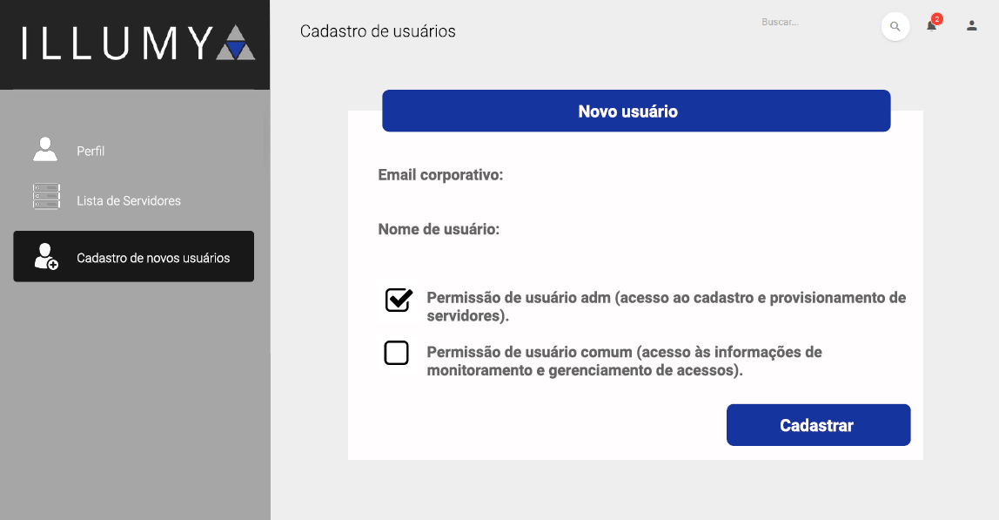 ILLUMY
Cadastro de usuários
Buscar...
2
Perfil
Lista de Servidores
Cadastro de novos usuários
Novo usuário
Email corporativo:
Nome de usuário:
Permissão de usuário adm (acesso ao cadastro e provisionamento de
servidores).
Permissão de usuário comum (acesso às informações de
monitoramento e gerenciamento de acessos).
Cadastrar